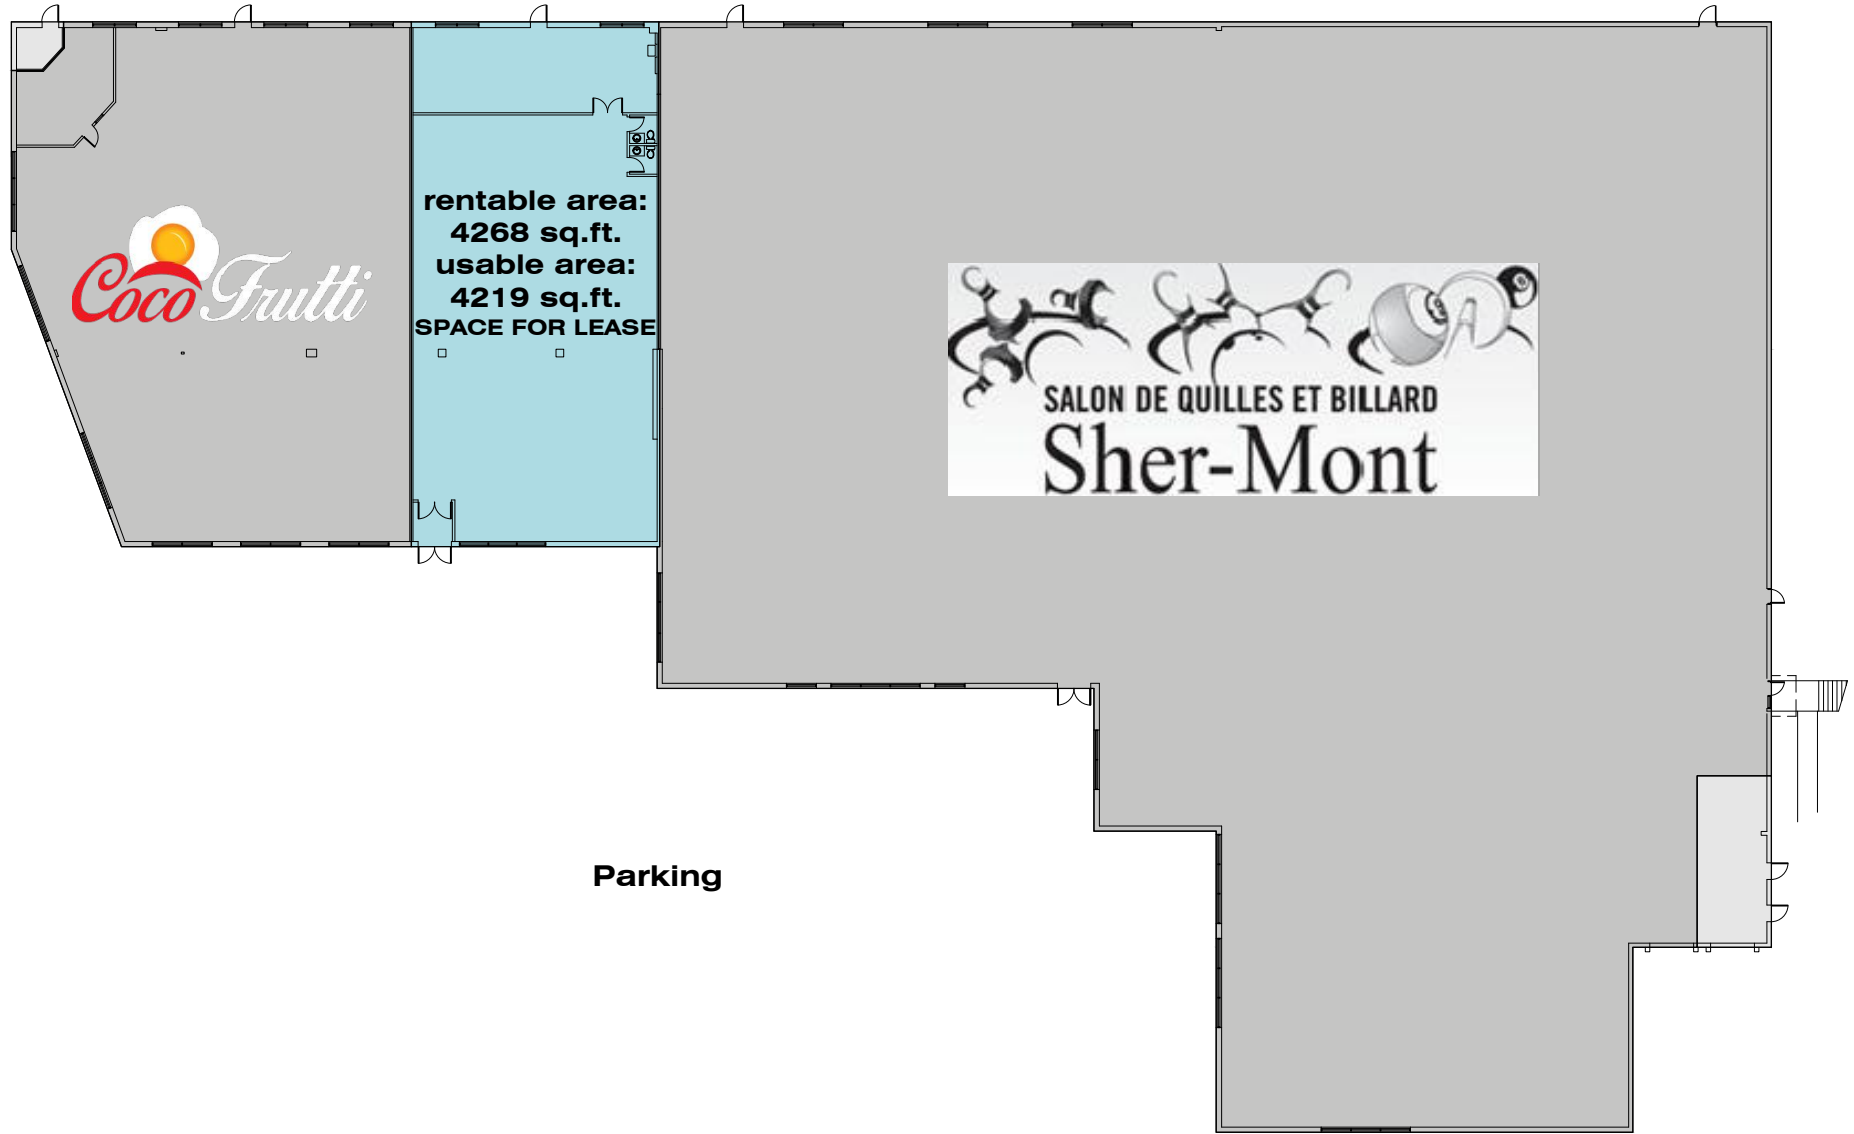 Coco Frutti
rentable area:
4268 sq.ft.
usable area:
4219 sq.ft.
SPACE FOR LEASE
SALON DE QUILLES ET BILLARD
Sher-Mont
Parking